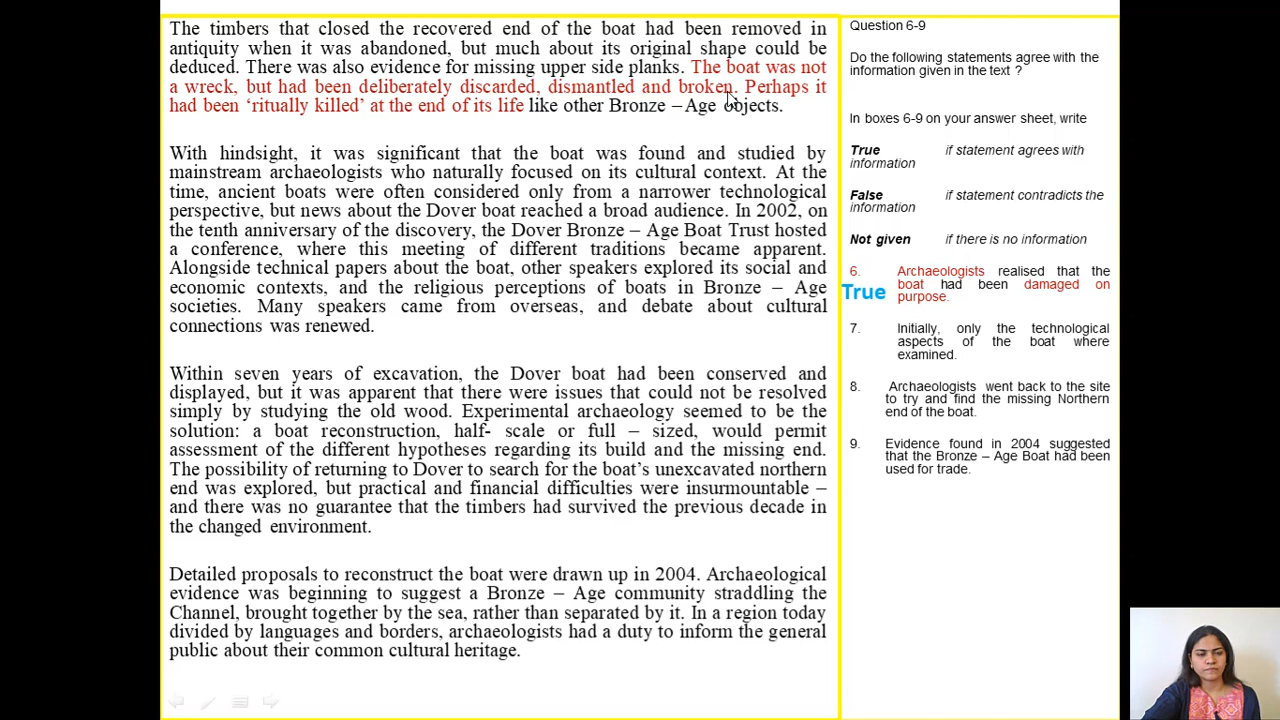 The timbers that closed the recovered end of the boat had been removed in
antiquity when it was abandoned, but much about its original shape could be
deduced. There was also evidence for missing upper side planks. The boat was not
a wreck, but had been deliberately discarded, dismantled and broken. Perhaps it
had been ‘ritually killed’ at the end of its life like other Bronze – Age objects.
With hindsight, it was significant that the boat was found and studied by
mainstream archaeologists who naturally focused on its cultural context. At the
time, ancient boats were often considered only from a narrower technological
perspective, but news about the Dover boat reached a broad audience. In 2002, on
the tenth anniversary of the discovery, the Dover Bronze – Age Boat Trust hosted
a conference, where this meeting of different traditions became apparent.
Alongside technical papers about the boat, other speakers explored its social and
economic contexts, and the religious perceptions of boats in Bronze – Age
societies. Many speakers came from overseas, and debate about cultural
connections was renewed.
Within seven years of excavation, the Dover boat had been conserved and
displayed, but it was apparent that there were issues that could not be resolved
simply by studying the old wood. Experimental archaeology seemed to be the
solution: a boat reconstruction, half- scale or full – sized, would permit
assessment of the different hypotheses regarding its build and the missing end.
The possibility of returning to Dover to search for the boat’s unexcavated northern
end was explored, but practical and financial difficulties were insurmountable –
and there was no guarantee that the timbers had survived the previous decade in
the changed environment.
Detailed proposals to reconstruct the boat were drawn up in 2004. Archaeological
evidence was beginning to suggest a Bronze – Age community straddling the
Channel, brought together by the sea, rather than separated by it. In a region today
divided by languages and borders, archaeologists had a duty to inform the general
public about their common cultural heritage.
Question 6-9
Do the following statements agree with the
information given in the text ?
In boxes 6-9 on your answer sheet, write
True if statement agrees with
information
False if statement contradicts the
information
Not given if there is no information
6. Archaeologists realised that the
boat had been damaged on
purpose.
True
7. Initially, only the technological
aspects of the boat where
examined.
8. Archaeologists went back to the site
to try and find the missing Northern
end of the boat.
9. Evidence found in 2004 suggested
that the Bronze – Age Boat had been
used for trade.